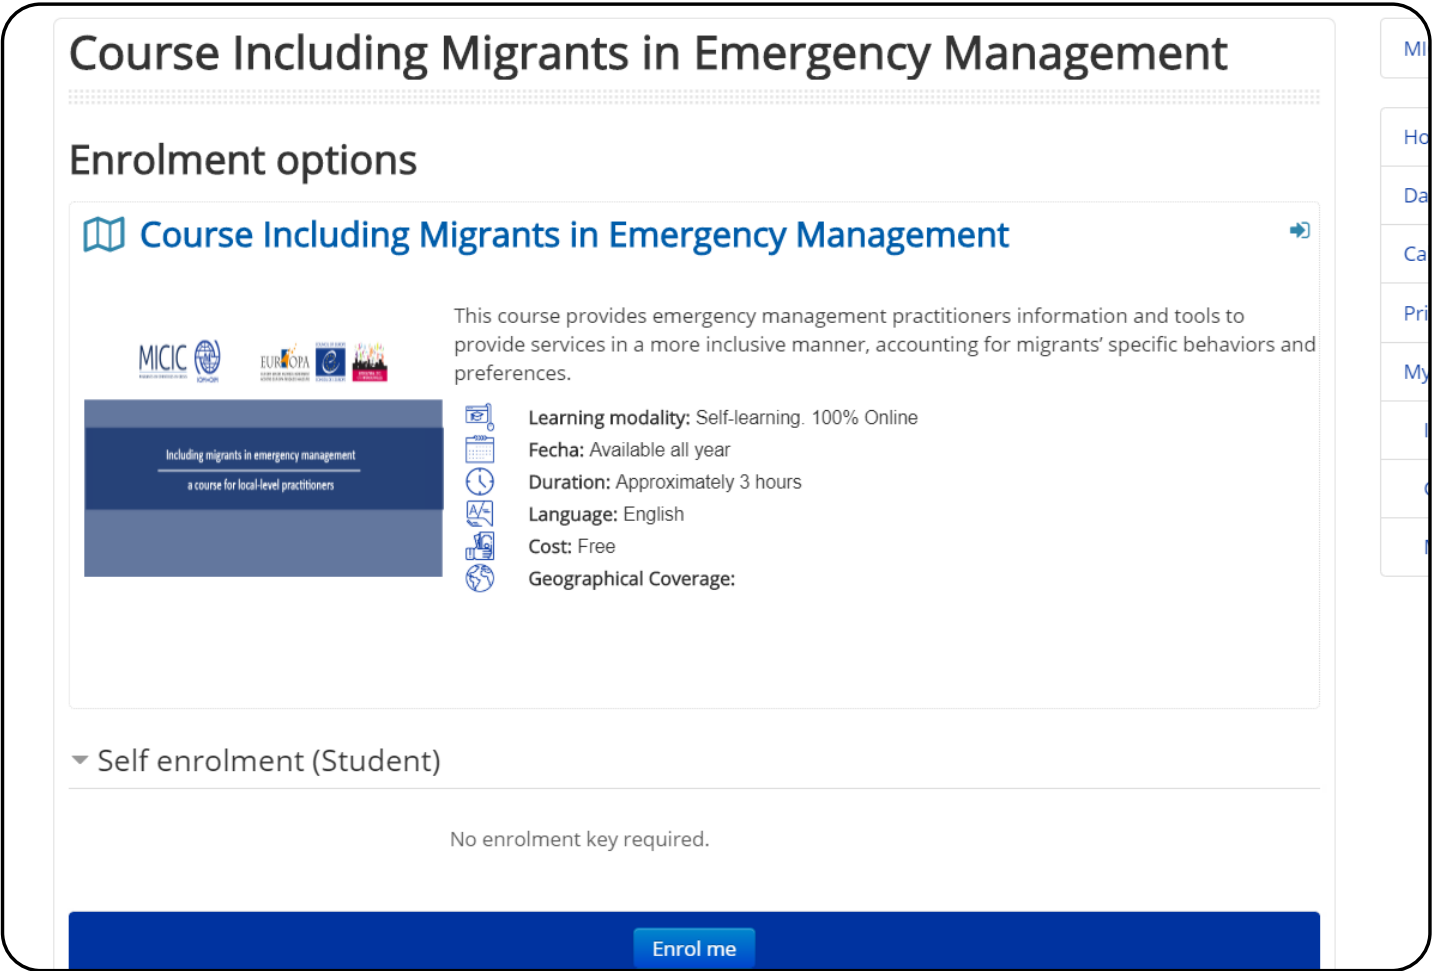 Course Including Migrants in Emergency Management
Enrolment options
Course Including Migrants in Emergency Management
This course provides emergency management practitioners information and tools to
provide services in a more inclusive manner, accounting for migrants' specific behaviors and
preferences.
MICIC
EUR OPA
Including migrants in emergency management
a course for local-level practitioners
Learning modality: Self-learning. 100% Online
Fecha: Available all year
Duration: Approximately 3 hours
Language: English
Cost: Free
Geographical Coverage:
Self enrolment (Student)
No enrolment key required.
Enrol me
MI
Ho
Da
Ca
Pri
My